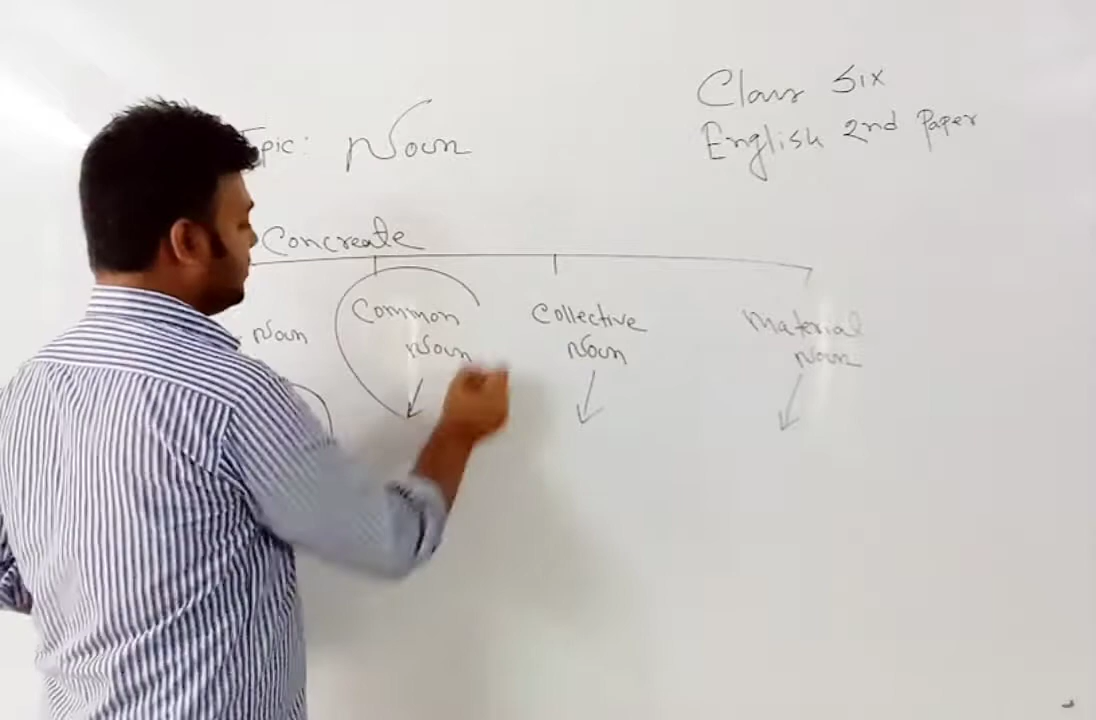 Class Six
English 2nd Paper
Topic: Noun
Concreate
Noun
Common
Noun
Collective
Noun
Material
Noun